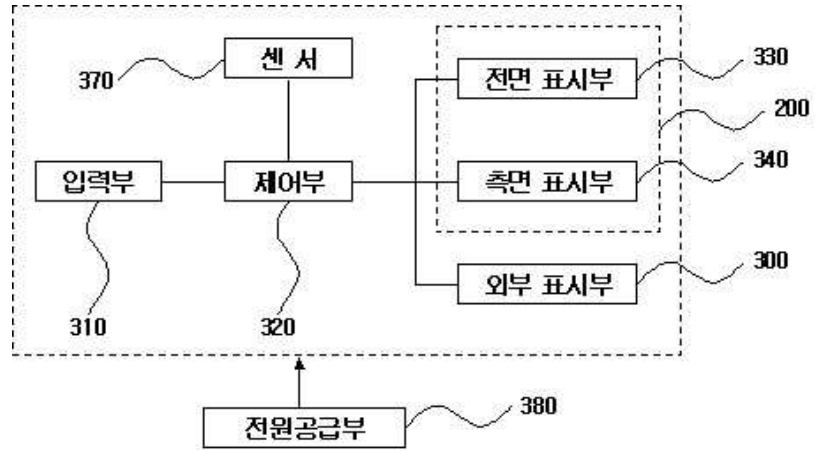 센 서
370
전면 표시부
330
200
입력부
제어부
측면 표시부
340
외부 표시부
300
310
320
전원공급부
380